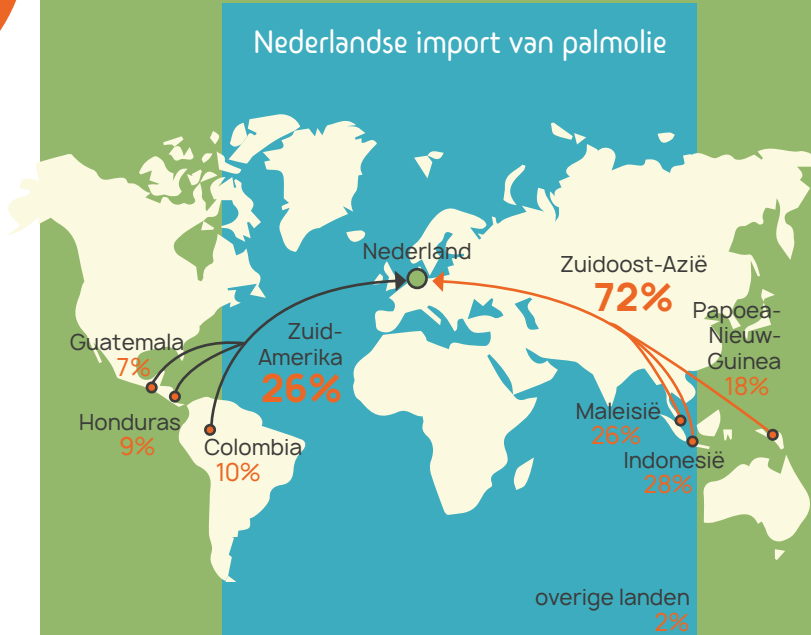 Nederlandse import van palmolie
Nederland
Zuidoost-Azië
72%
Papoea-
Nieuw-
Guinea
18%
Guatemala
7%
Zuid-
Amerika
26%
Honduras
9%
Colombia
10%
Maleisië
26%
Indonesië
28%
overige landen
2%